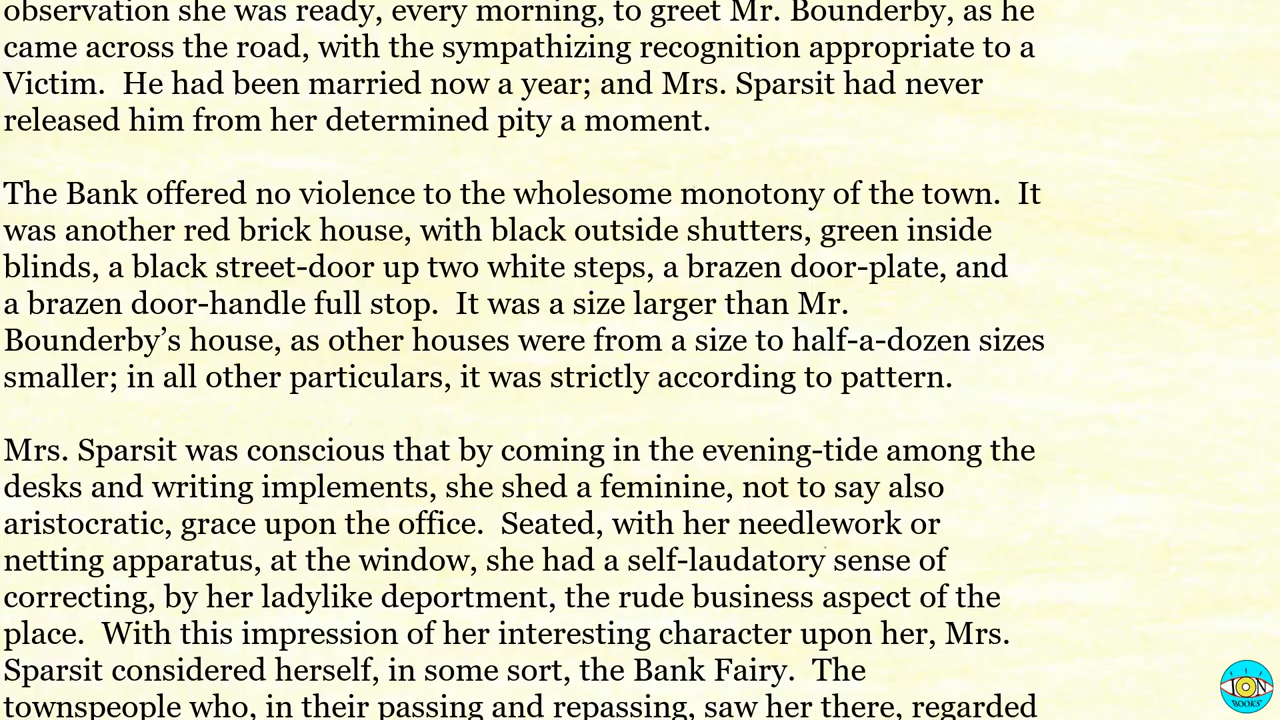 observation she was ready, every morning, to greet Mr. Bounderby, as he
came across the road, with the sympathizing recognition appropriate to a
Victim.  He had been married now a year; and Mrs. Sparsit had never
released him from her determined pity a moment.
The Bank offered no violence to the wholesome monotony of the town.  It
was another red brick house, with black outside shutters, green inside
blinds, a black street-door up two white steps, a brazen door-plate, and
a brazen door-handle full stop.  It was a size larger than Mr.
Bounderby’s house, as other houses were from a size to half-a-dozen sizes
smaller; in all other particulars, it was strictly according to pattern.
Mrs. Sparsit was conscious that by coming in the evening-tide among the
desks and writing implements, she shed a feminine, not to say also
aristocratic, grace upon the office.  Seated, with her needlework or
netting apparatus, at the window, she had a self-laudatory sense of
correcting, by her ladylike deportment, the rude business aspect of the
place.  With this impression of her interesting character upon her, Mrs.
Sparsit considered herself, in some sort, the Bank Fairy.  The
townspeople who, in their passing and repassing, saw her there, regarded
ION
BOOKS